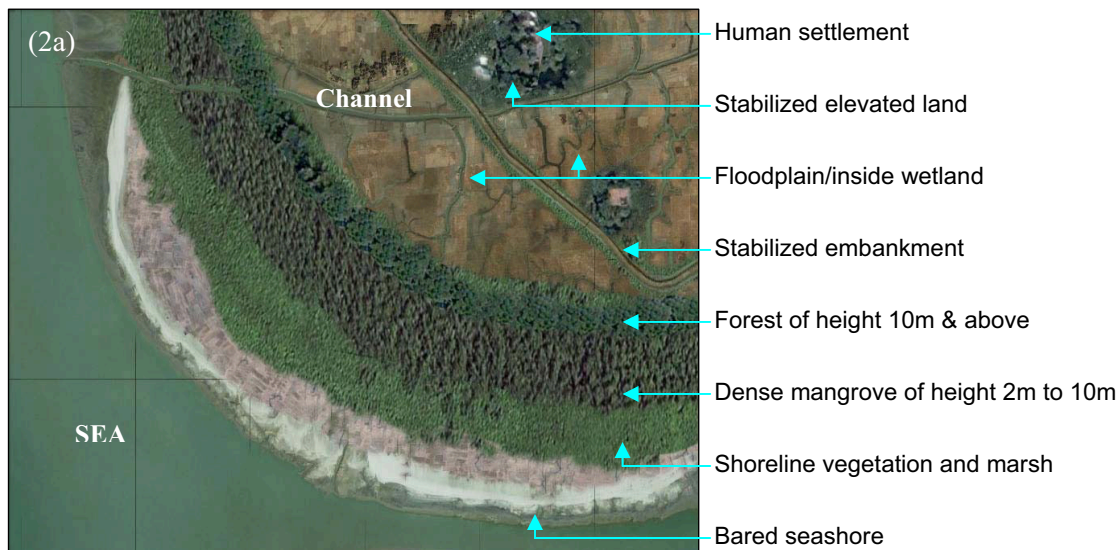 (2a)
Channel
SEA
Human settlement
Stabilized elevated land
Floodplain/inside wetland
Stabilized embankment
Forest of height 10m & above
Dense mangrove of height 2m to 10m
Shoreline vegetation and marsh
Bared seashore